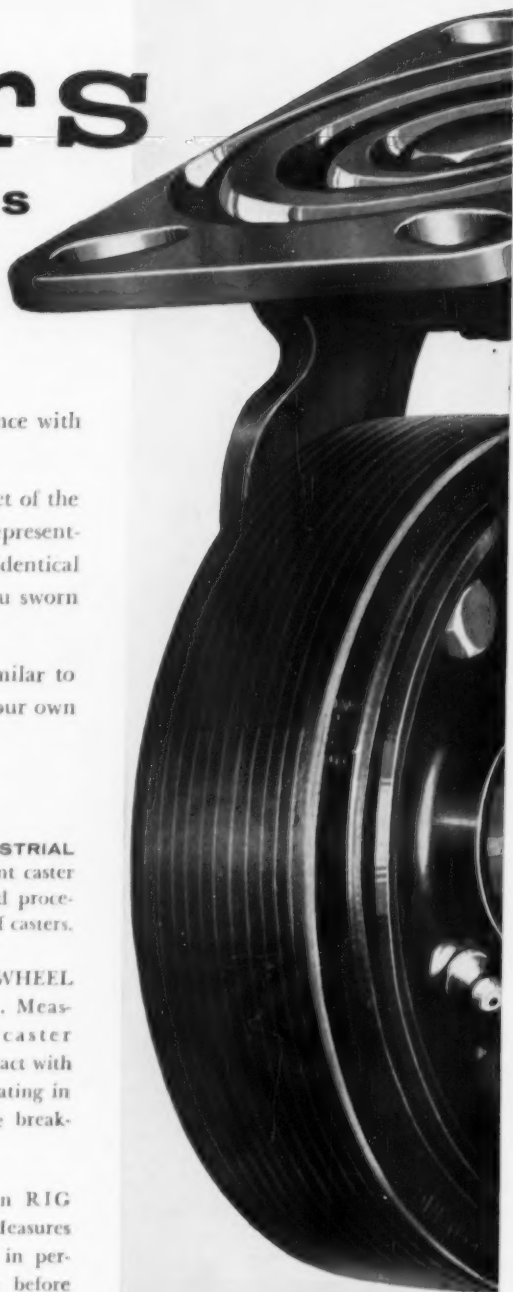 rs
s
nce with
ct of the
epresent-
dentical
u sworn
milar to
our own
STRIAL
nt caster
d proce-
f casters.
WHEEL
. Meas-
caster
act with
ating in
e break-
n RIG
Measures
in per-
before